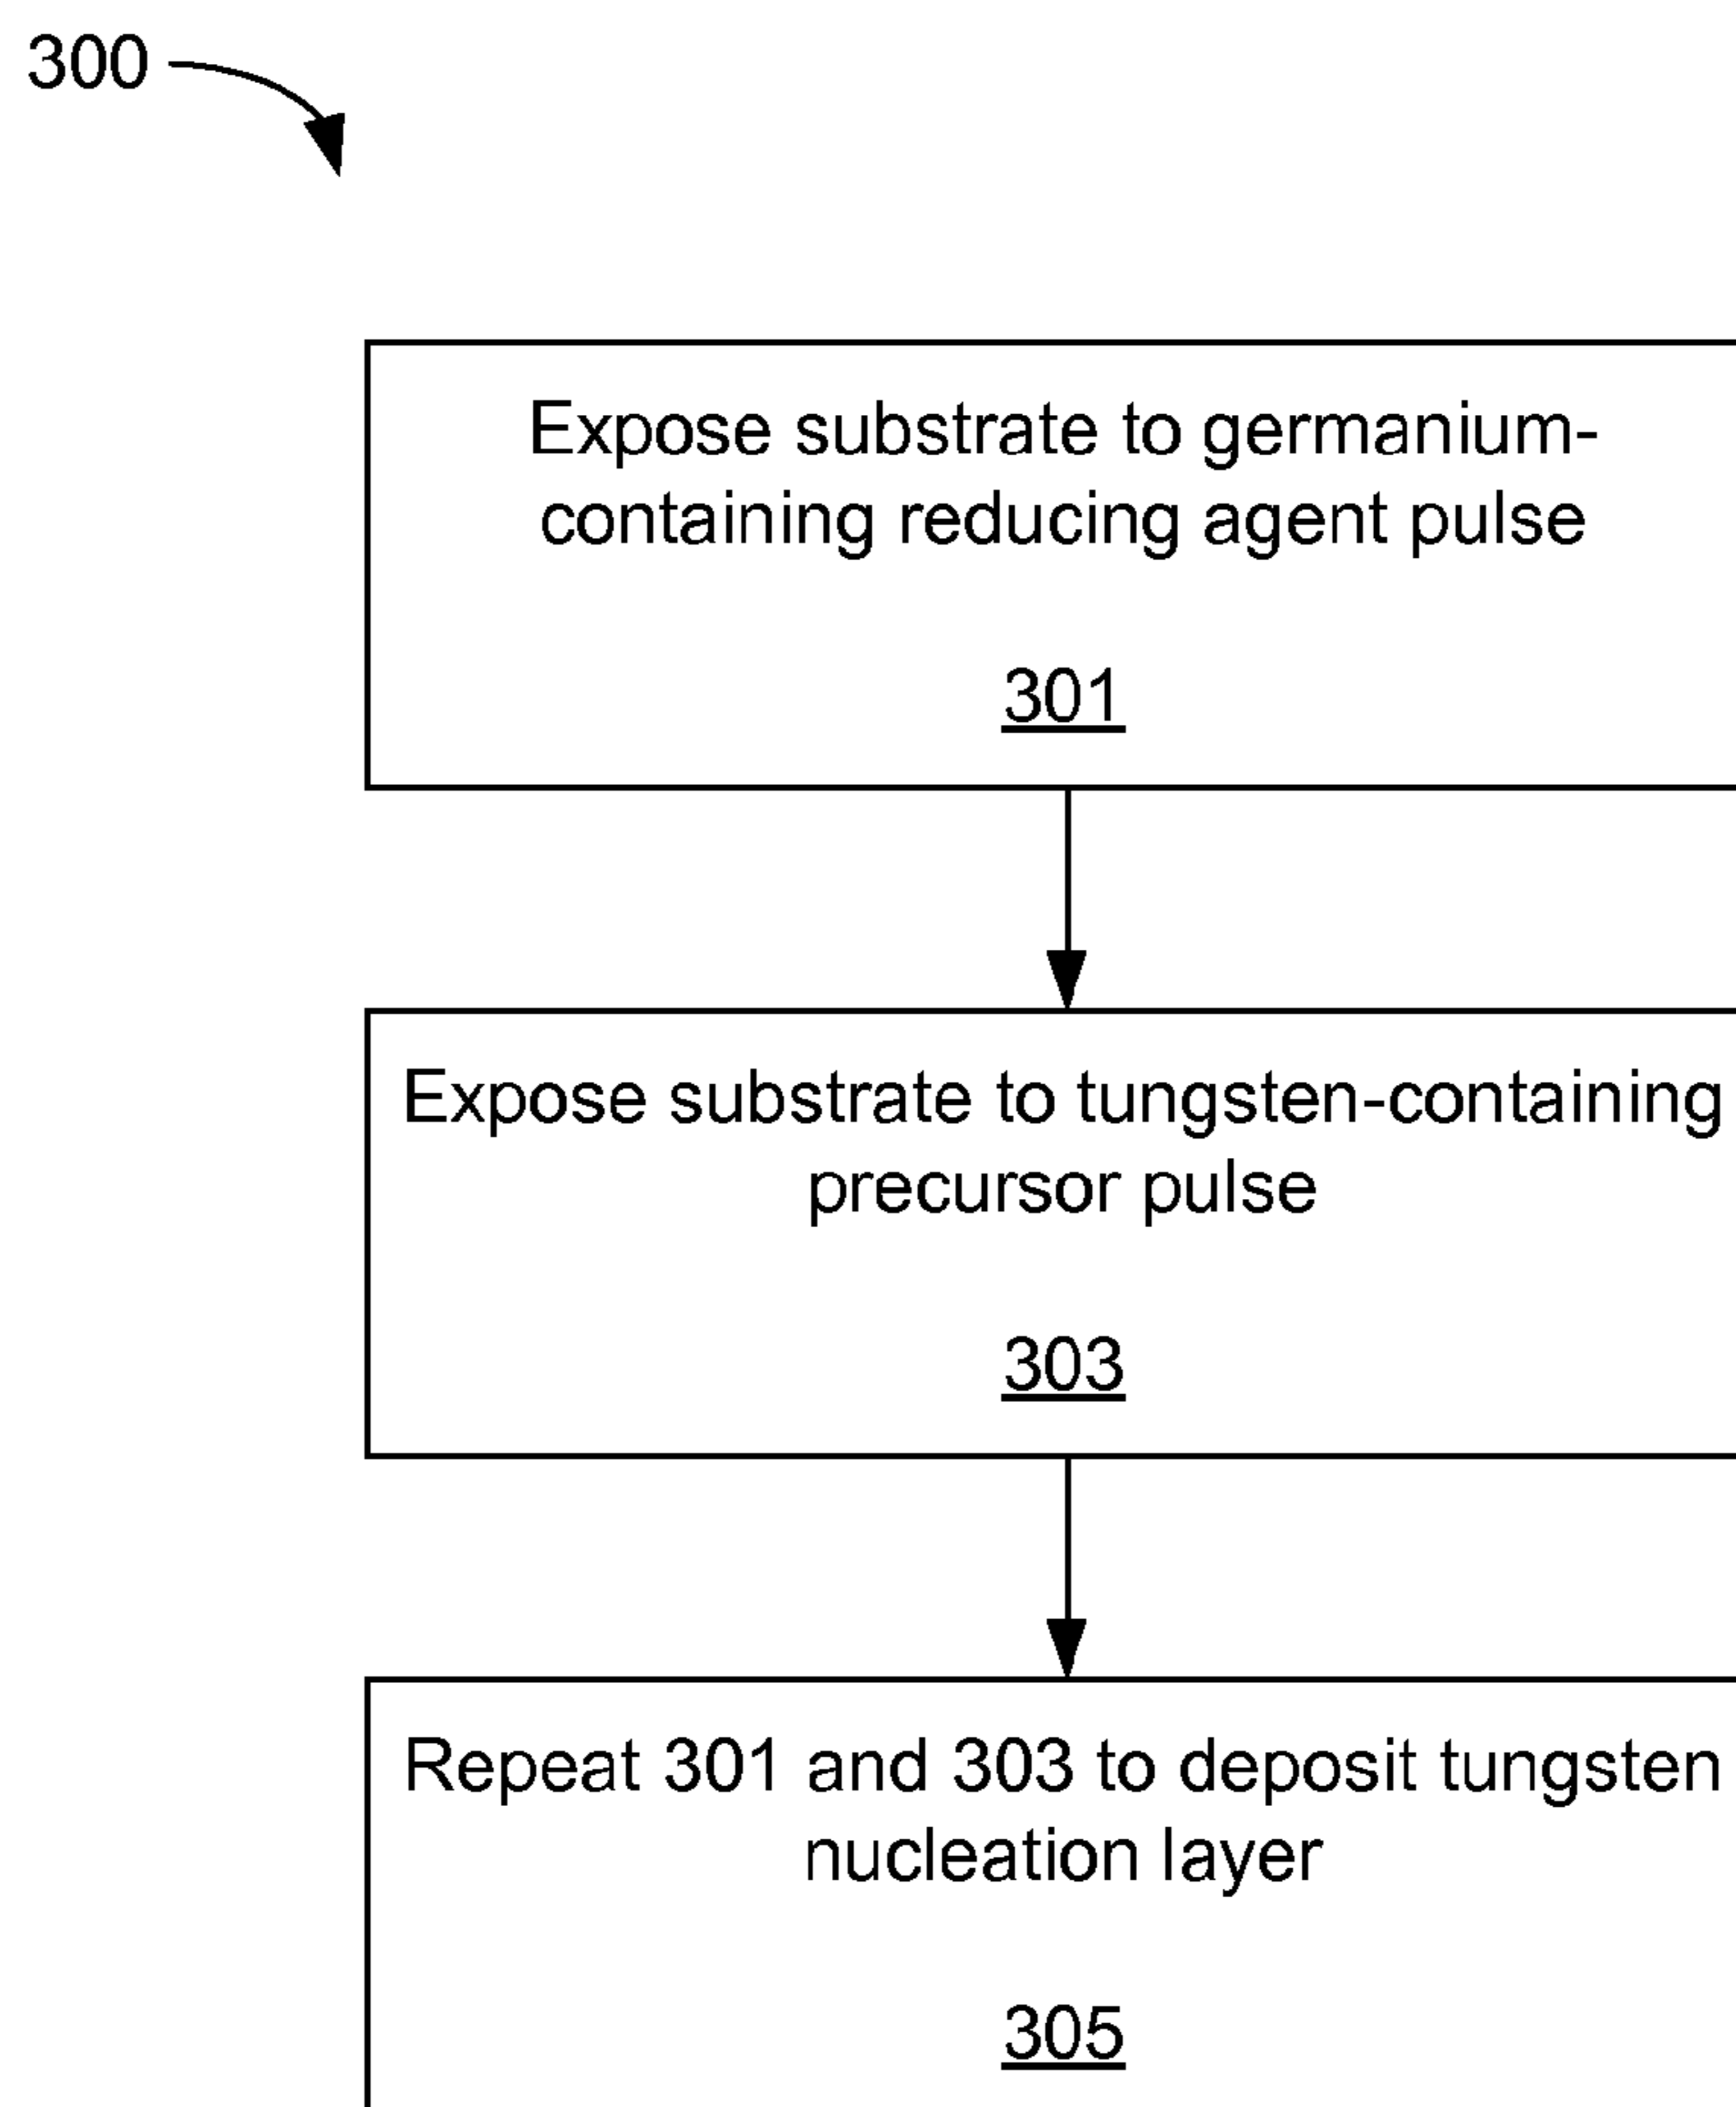 300
Expose substrate to germanium-
containing reducing agent pulse
301
Expose substrate to tungsten-containing
precursor pulse
303
Repeat 301 and 303 to deposit tungsten
nucleation layer
305